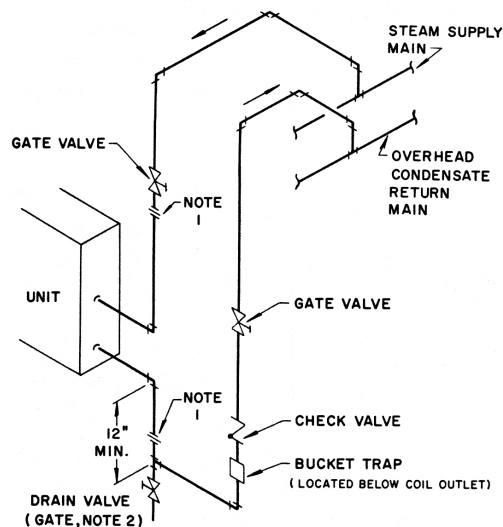 STEAM SUPPLY
MAIN
GATE VALVE
NOTE
1
OVERHEAD
CONDENSATE
RETURN
MAIN
UNIT
GATE VALVE
NOTE
1
12"
MIN.
CHECK VALVE
BUCKET TRAP
(LOCATED BELOW COIL OUTLET)
DRAIN VALVE
(GATE, NOTE 2)